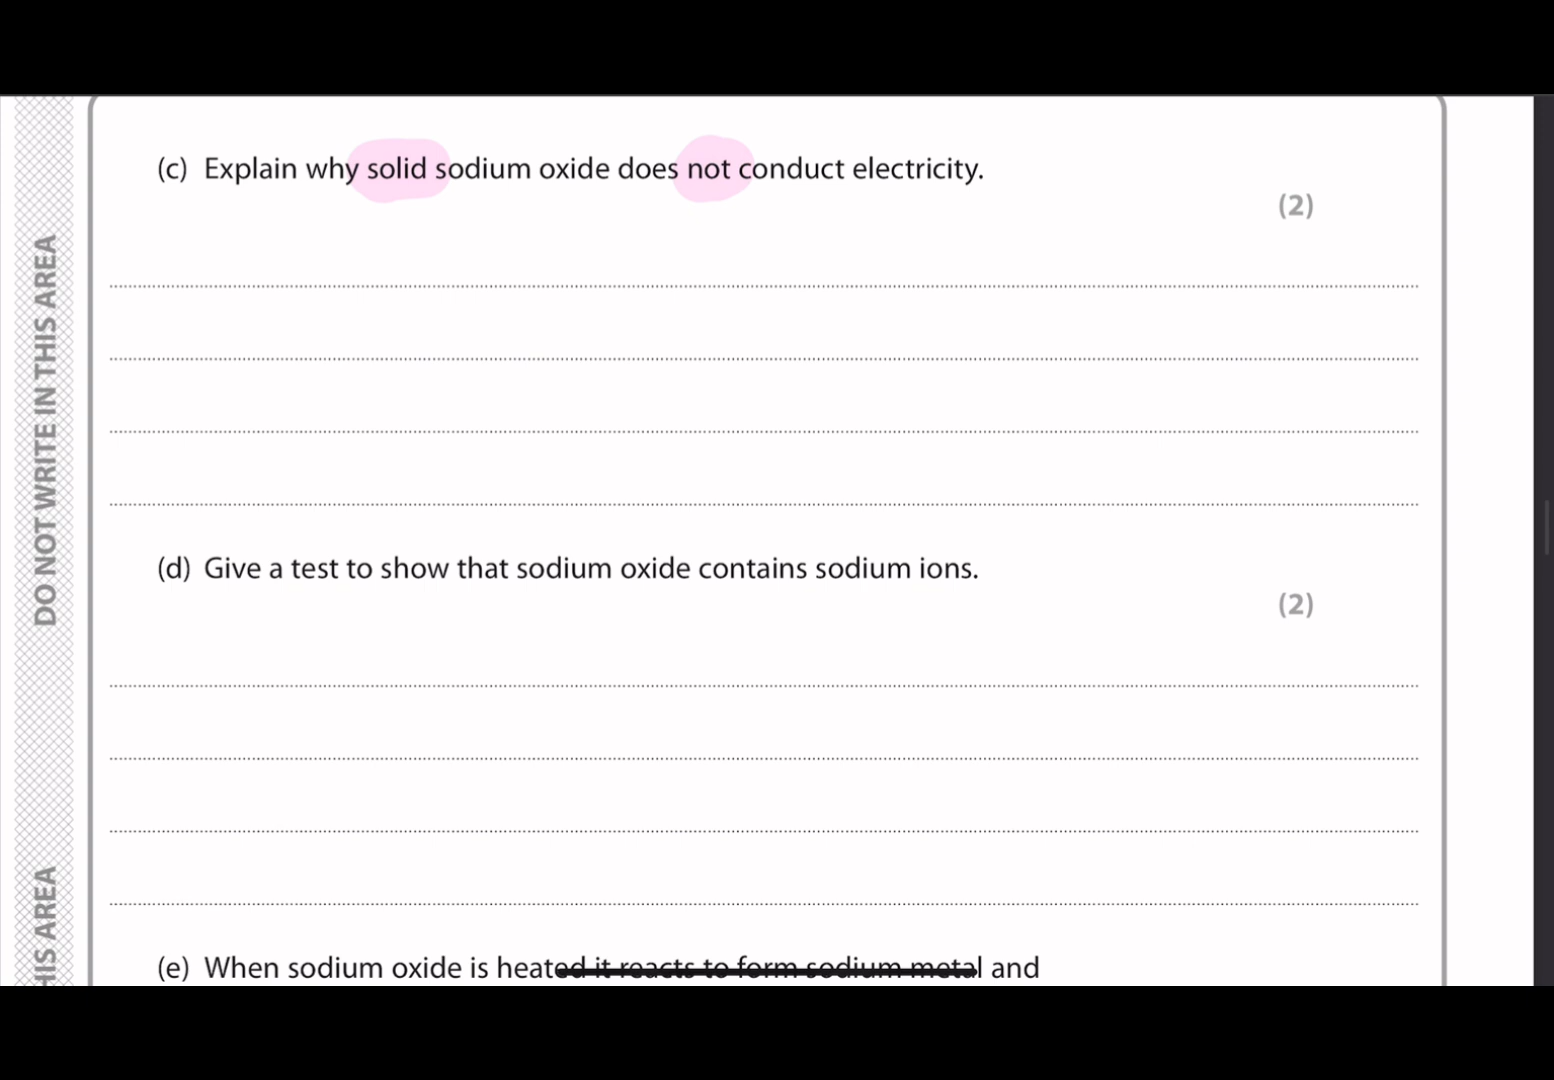 (c) Explain why solid sodium oxide does not conduct electricity.
(2)
DO NOT WRITE IN THIS AREA
(d) Give a test to show that sodium oxide contains sodium ions.
(2)
HIS AREA
(e) When sodium oxide is heated it reacts to form sodium metal and